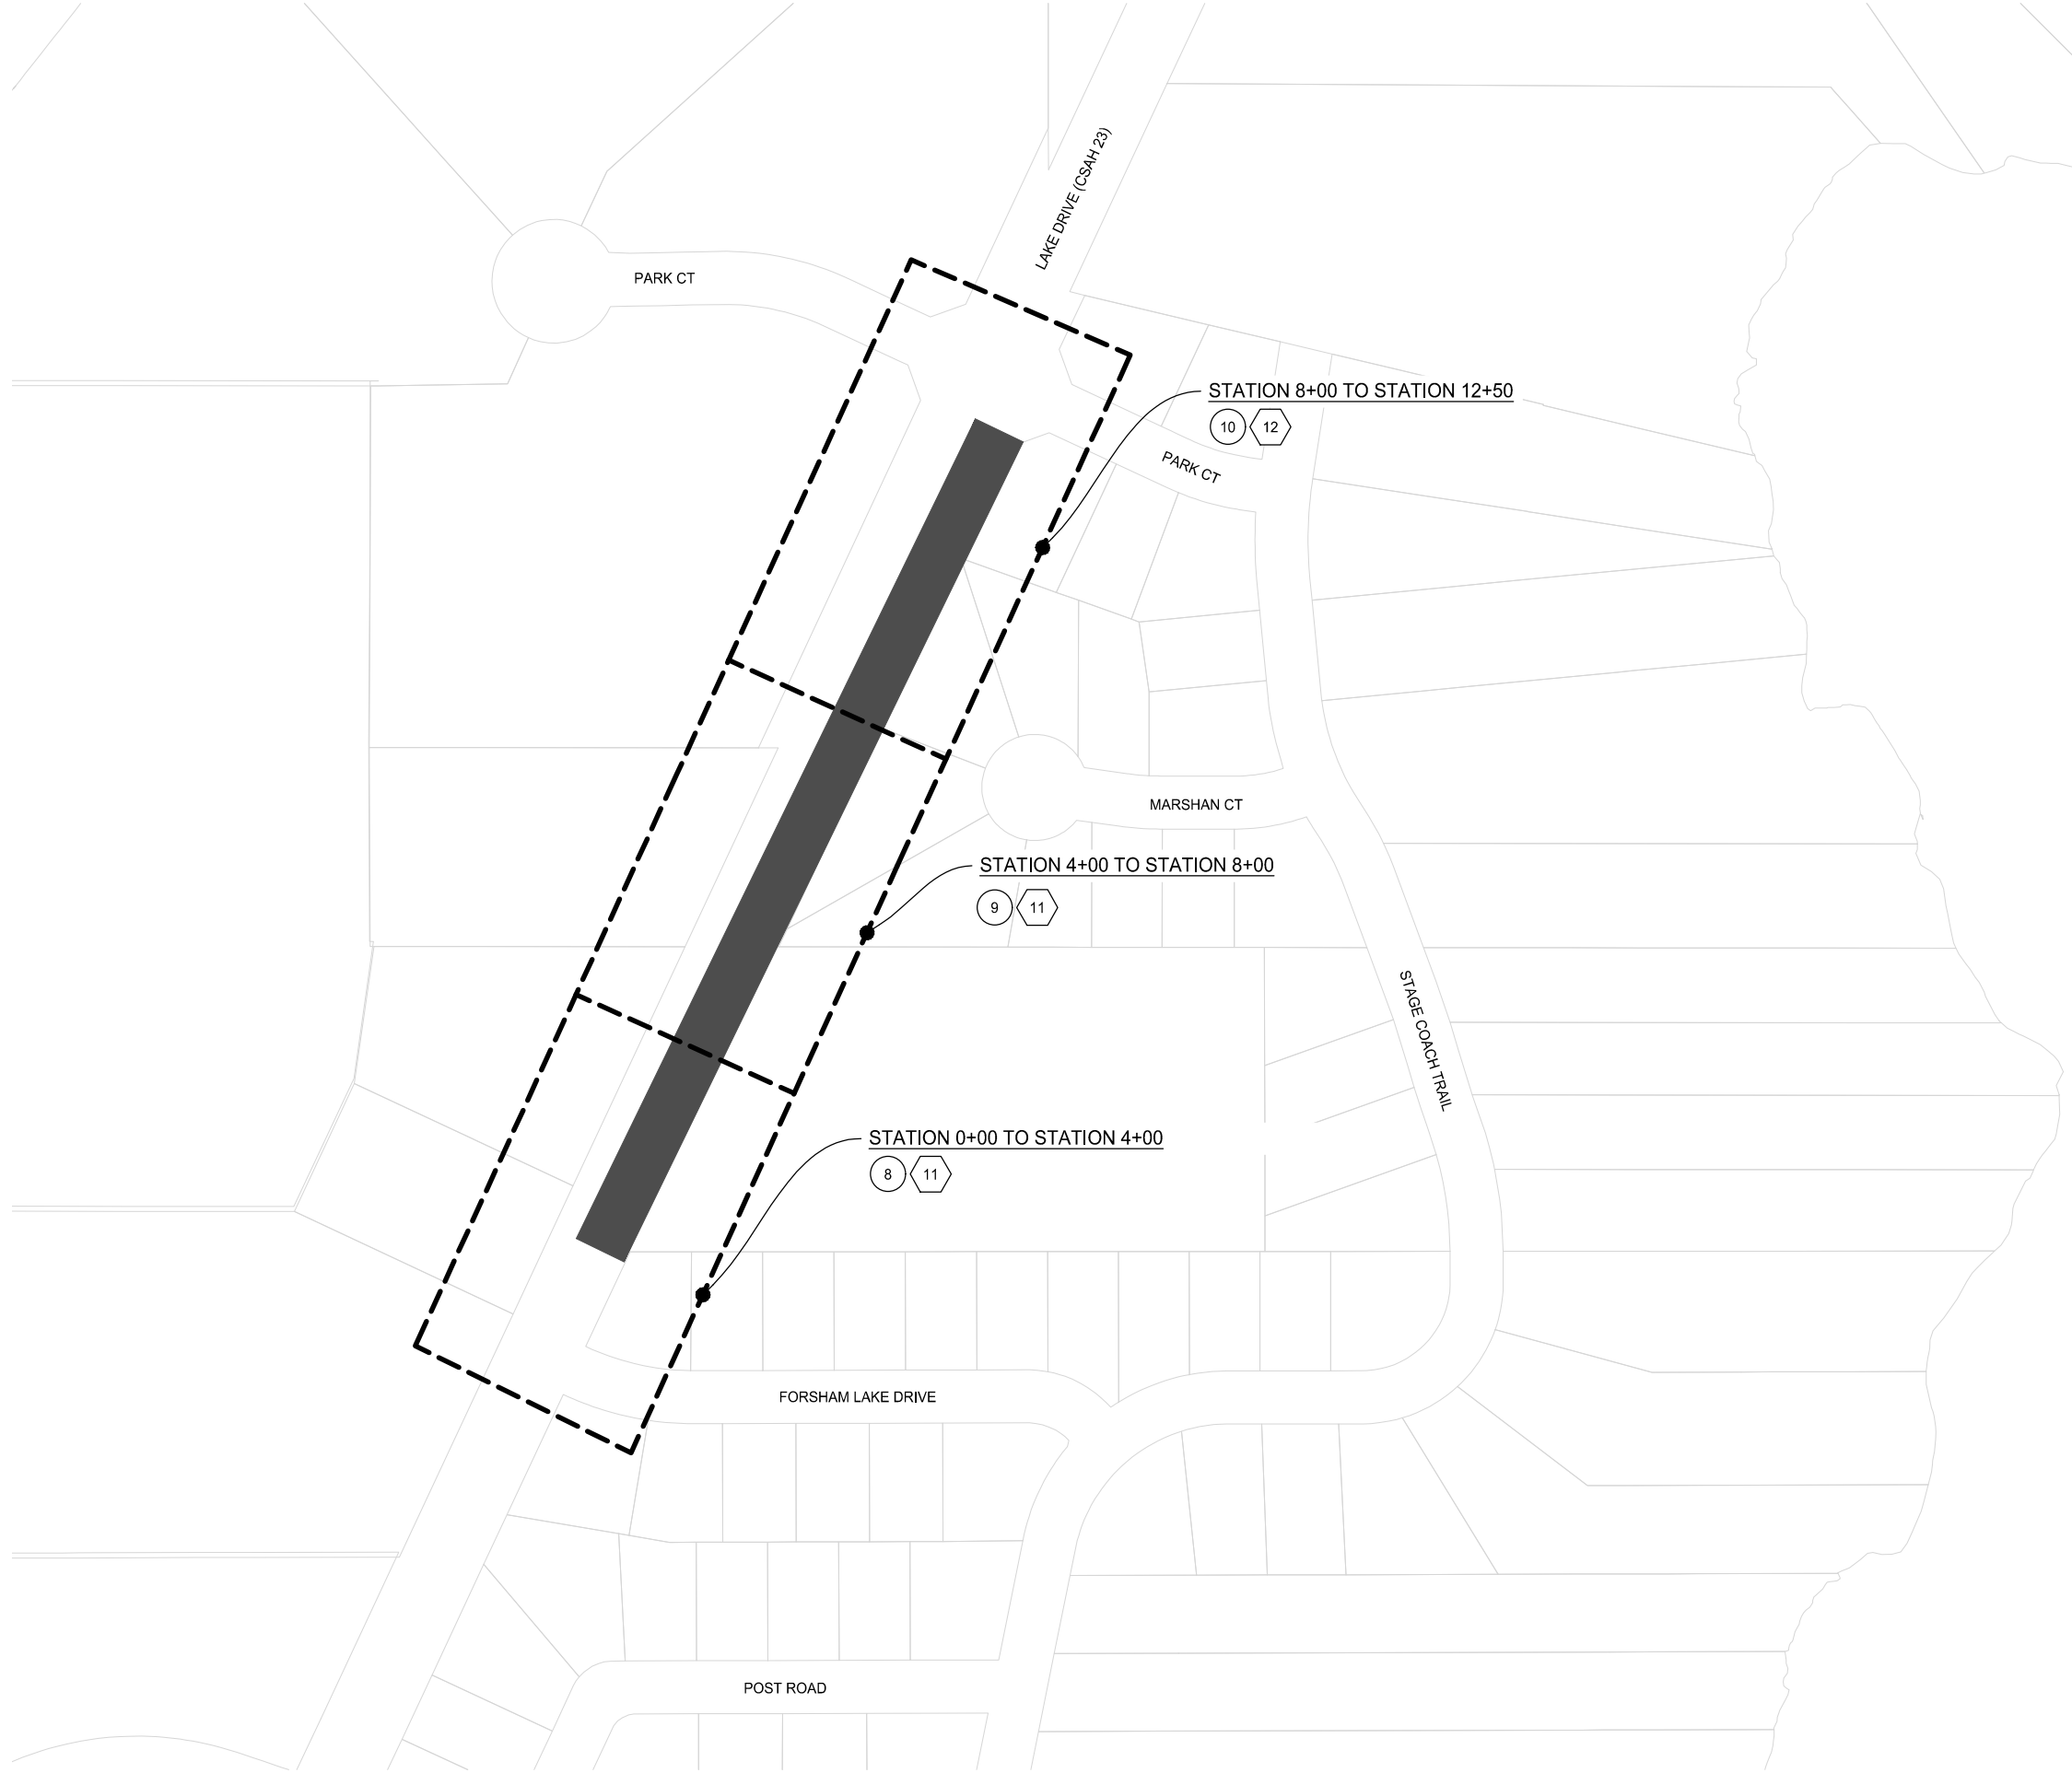 LAKE DRIVE (CSAH 23)
PARK CT
STATION 8+00 TO STATION 12+50
10 12
PARK CT
MARSHAN CT
STATION 4+00 TO STATION 8+00
9 11
STAGE COACH TRAIL
STATION 0+00 TO STATION 4+00
8 11
FORSHAM LAKE DRIVE
POST ROAD